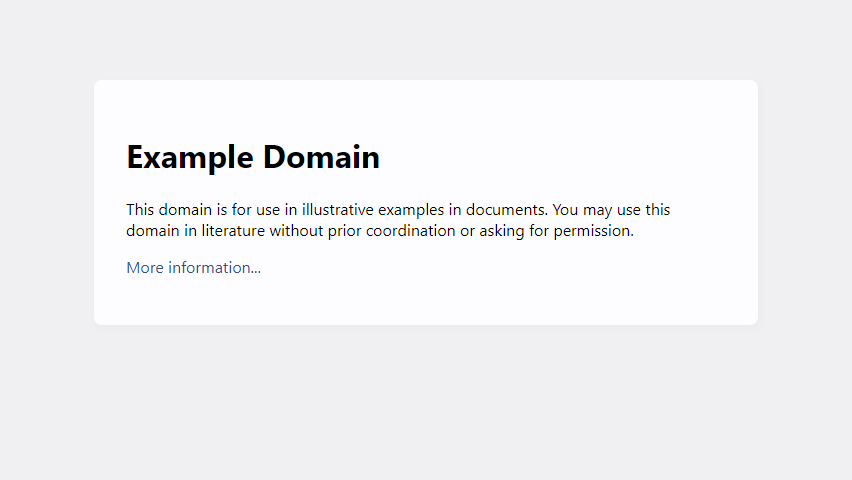 Example Domain
This domain is for use in illustrative examples in documents. You may use this
domain in literature without prior coordination or asking for permission.
More information...